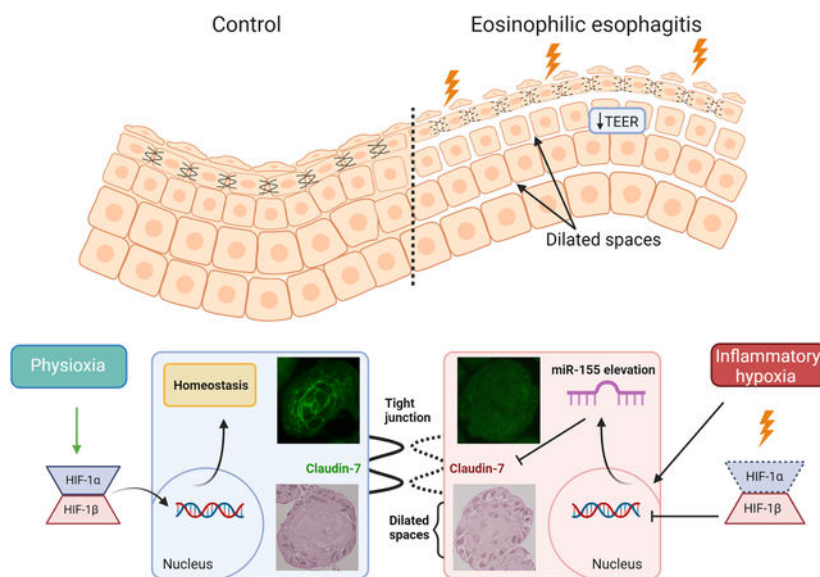 Control
Eosinophilic esophagitis
↓TEER
Dilated spaces
Physioxia
Homeostasis
Tight
junction
miR-155 elevation
Inflammatory
hypoxia
Claudin-7
Claudin-7
HIF-1α
HIF-1β
HIF-1α
HIF-1β
Dilated
spaces
Nucleus
Nucleus